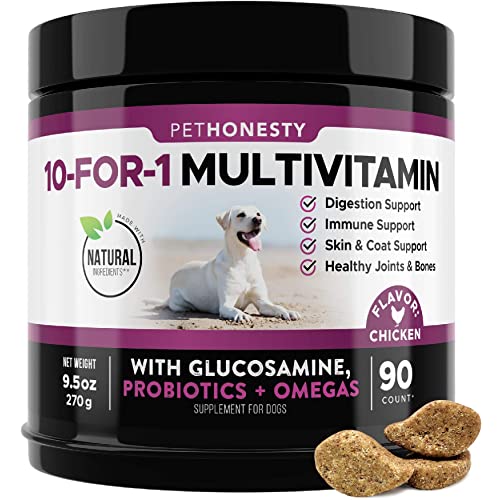 PETHONESTY
10-FOR-1 MULTIVITAMIN
Digestion Support
Immune Support
Skin & Coat Support
Healthy Joints & Bones
MADE WITH
NATURAL
INGREDIENTS**
FLAVOR:
CHICKEN
NET WEIGHT
9.5oz
270g
WITH GLUCOSAMINE,
PROBIOTICS + OMEGAS
SUPPLEMENT FOR DOGS
90
COUNT*